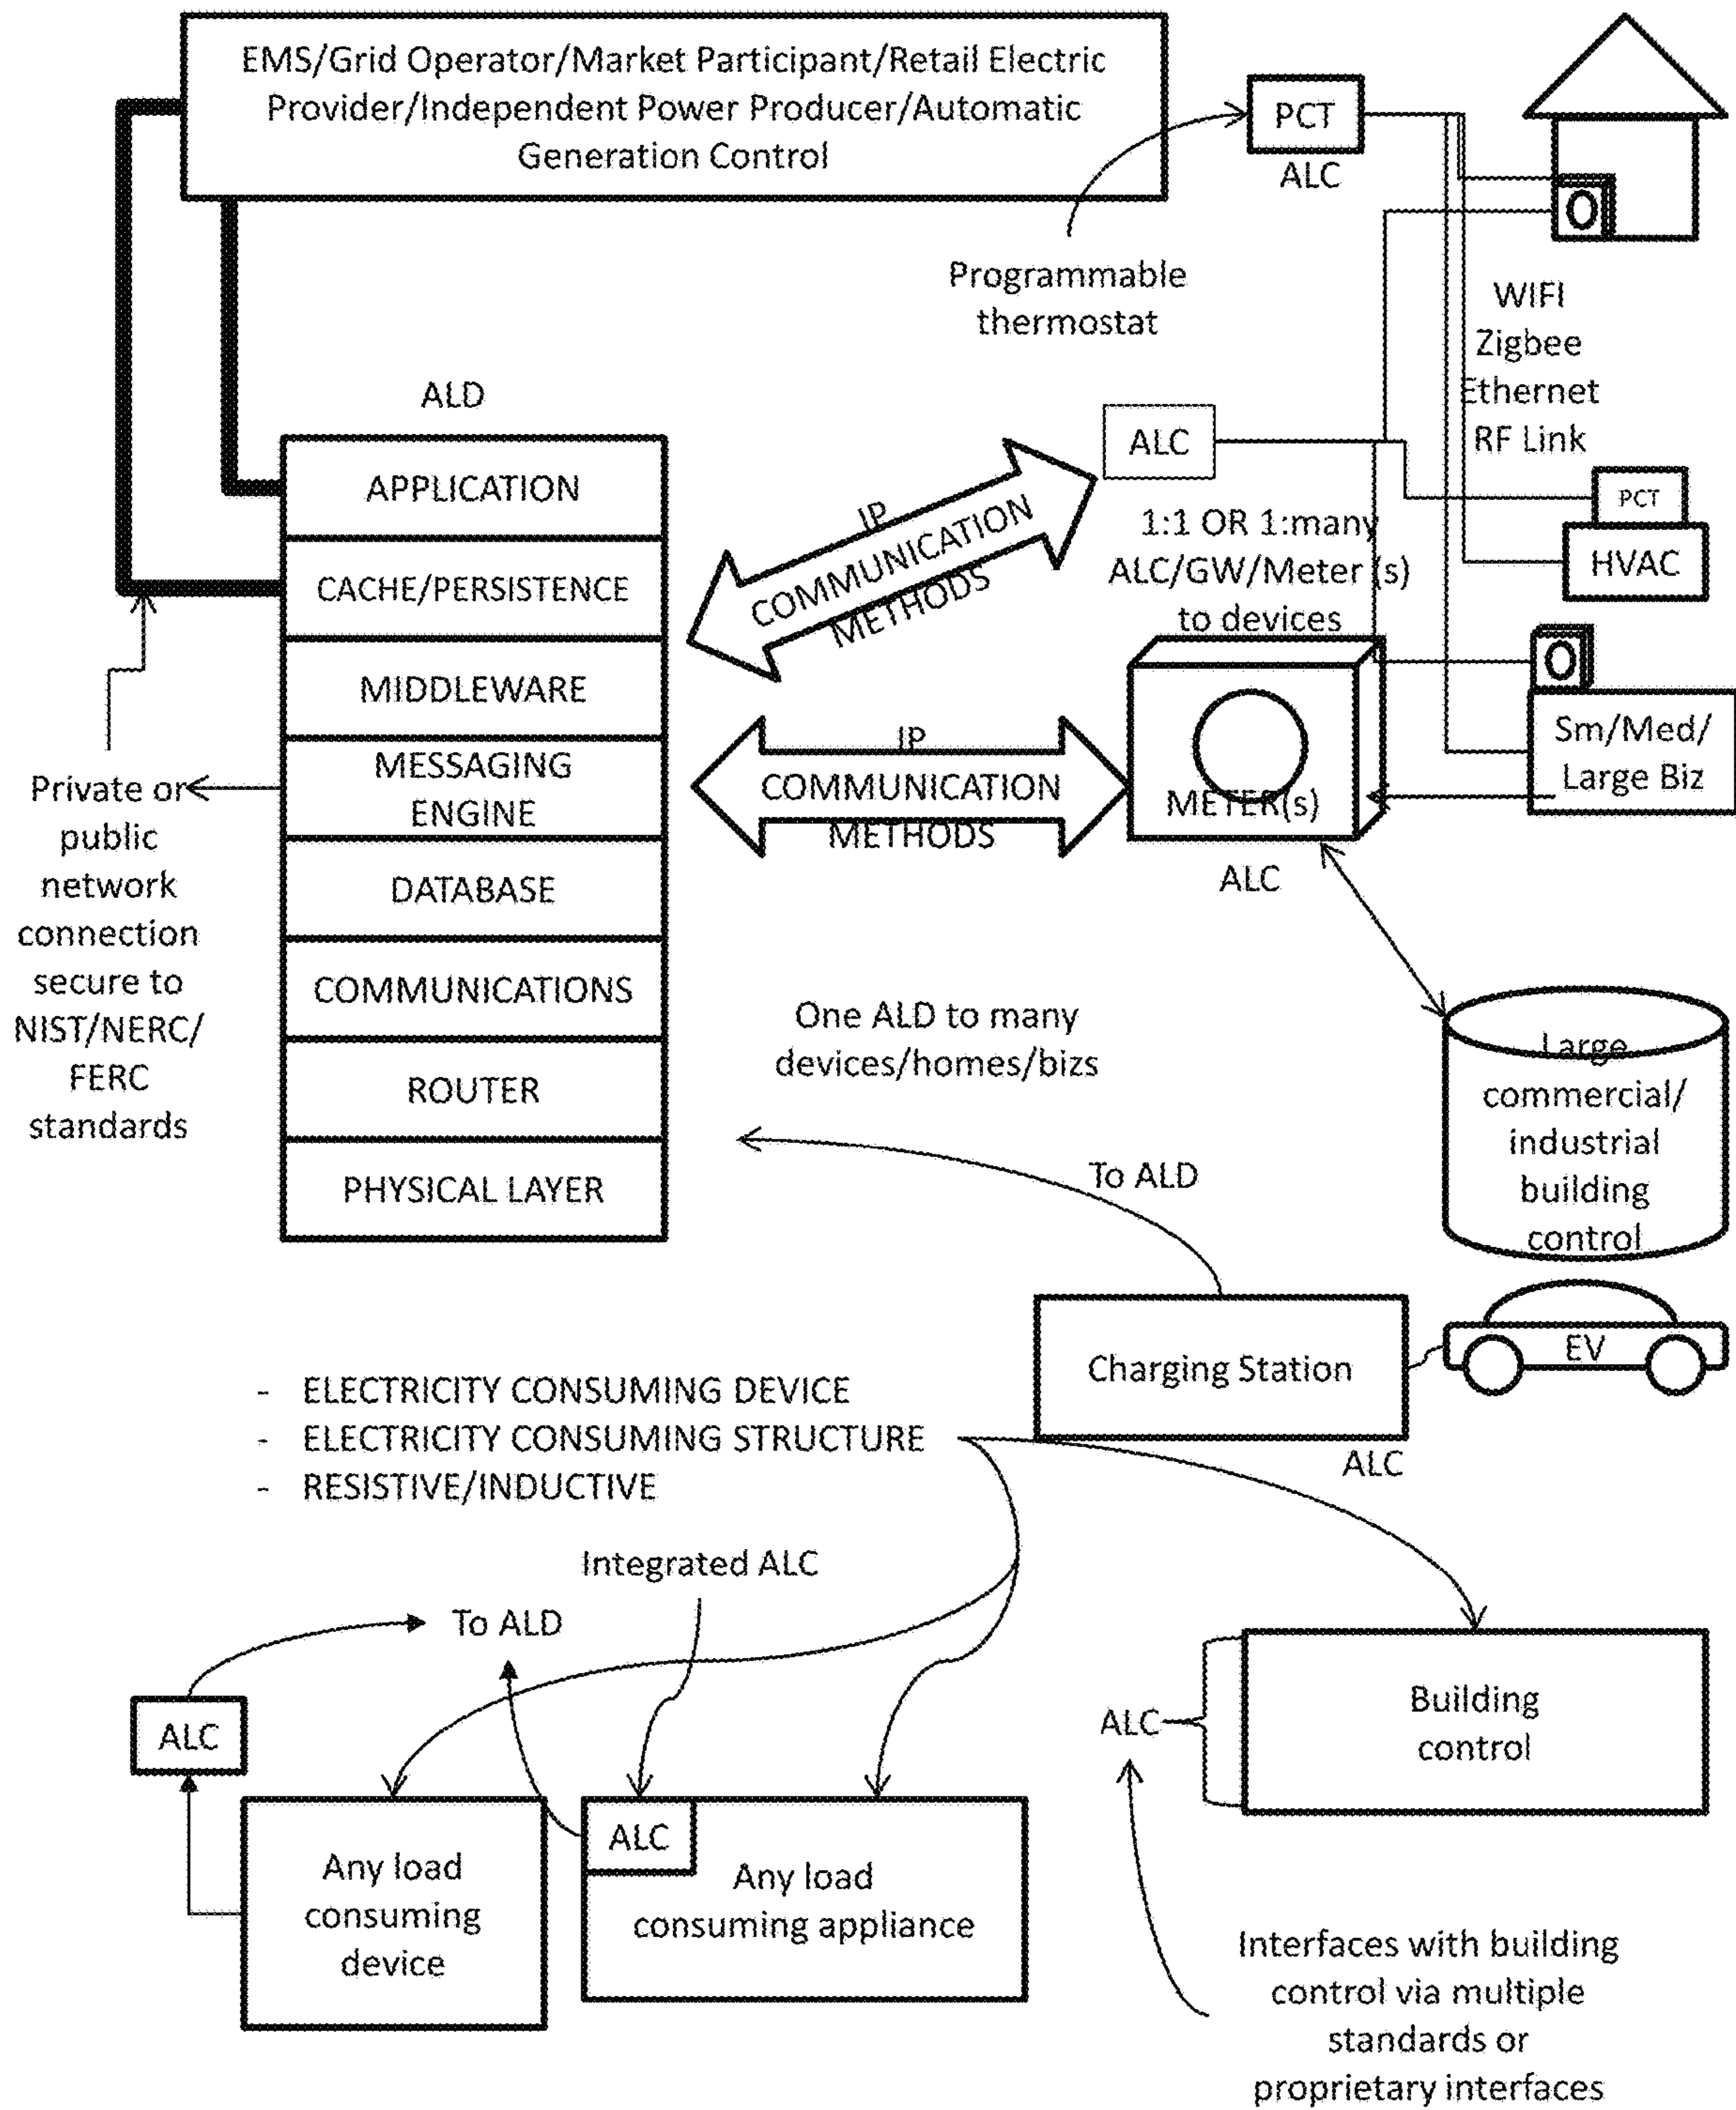 EMS/Grid Operator/Market Participant/Retail Electric
Provider/Independent Power Producer/Automatic
Generation Control
PCT
ALC
Programmable
thermostat
WIFI
Zigbee
Ethernet
RF Link
ALD
APPLICATION
CACHE/PERSISTENCE
MIDDLEWARE
MESSAGING
ENGINE
DATABASE
COMMUNICATIONS
ROUTER
PHYSICAL LAYER
IP
COMMUNICATION
METHODS
ALC
1:1 OR 1:many
ALC/GW/Meter (s)
to devices
PCT
HVAC
IP
COMMUNICATION
METHODS
METER(s)
ALC
Sm/Med/
Large Biz
Private or
public
network
connection
secure to
NIST/NERC/
FERC
standards
One ALD to many
devices/homes/bizs
Large
commercial/
industrial
building
control
To ALD
Charging Station
EV
ALC
- ELECTRICITY CONSUMING DEVICE
- ELECTRICITY CONSUMING STRUCTURE
- RESISTIVE/INDUCTIVE
Integrated ALC
To ALD
ALC
Any load
consuming
device
ALC
Any load
consuming appliance
ALC
Building
control
Interfaces with building
control via multiple
standards or
proprietary interfaces